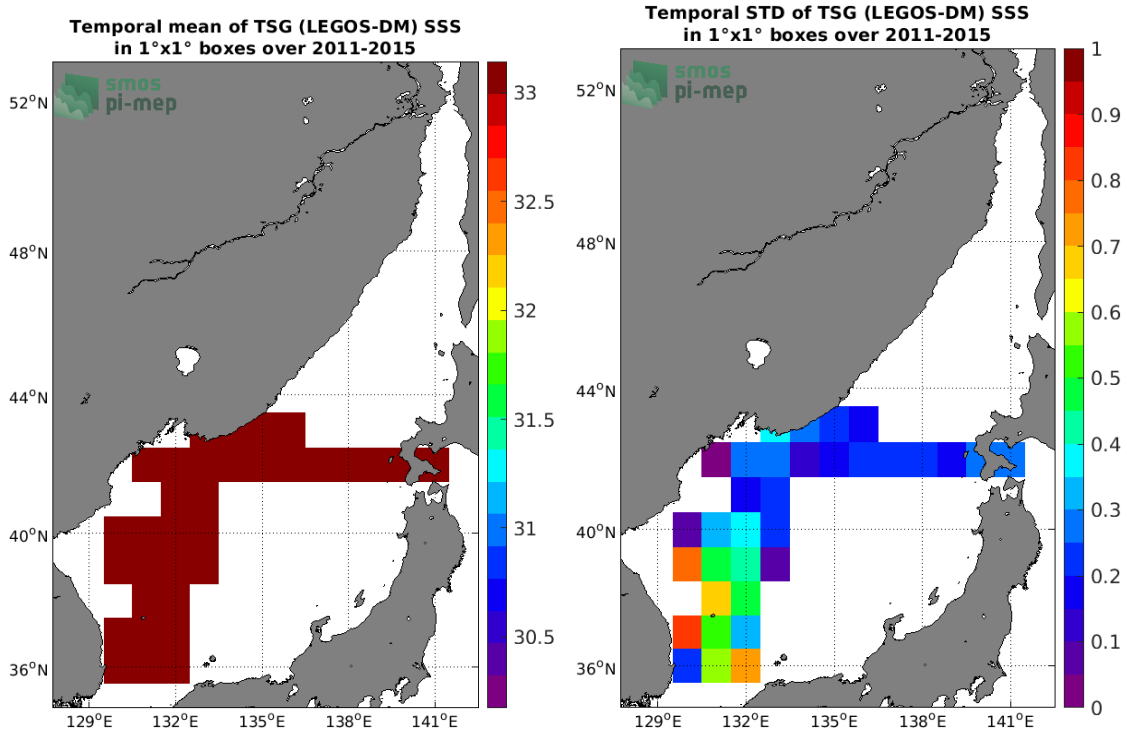 Temporal mean of TSG (LEGOS-DM) SSS
in 1°x1° boxes over 2011-2015
smos
pi-mep
52°N
48°N
44°N
40°N
36°N
129°E 132°E 135°E 138°E 141°E
33
32.5
32
31.5
31
30.5
Temporal STD of TSG (LEGOS-DM) SSS
in 1°x1° boxes over 2011-2015
smos
pi-mep
52°N
48°N
44°N
40°N
36°N
129°E 132°E 135°E 138°E 141°E
1
0.9
0.8
0.7
0.6
0.5
0.4
0.3
0.2
0.1
0